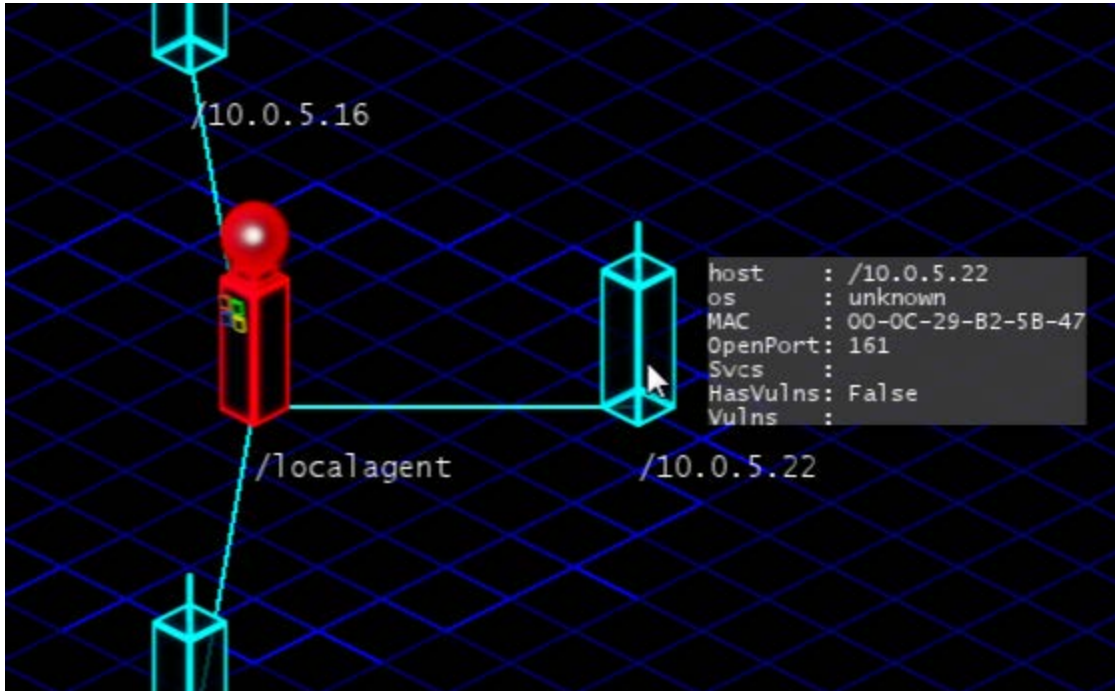 /10.0.5.16
host     : /10.0.5.22
os       : unknown
MAC      : 00-0C-29-B2-5B-47
OpenPort: 161
Svcs     :
HasVulns: False
Vulns    :
/localagent
/10.0.5.22